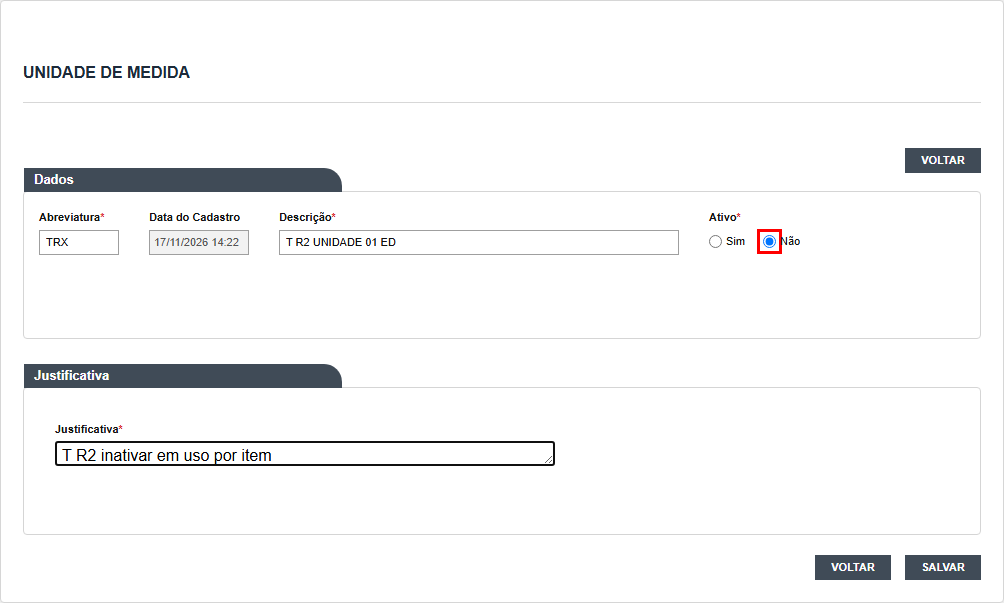 UNIDADE DE MEDIDA
VOLTAR
Dados
Abreviatura* Data do Cadastro Descrição* Ativo*
TRX 17/11/2026 14:22 T R2 UNIDADE 01 ED Sim Não
Justificativa
Justificativa*
T R2 inativar em uso por item
VOLTAR SALVAR